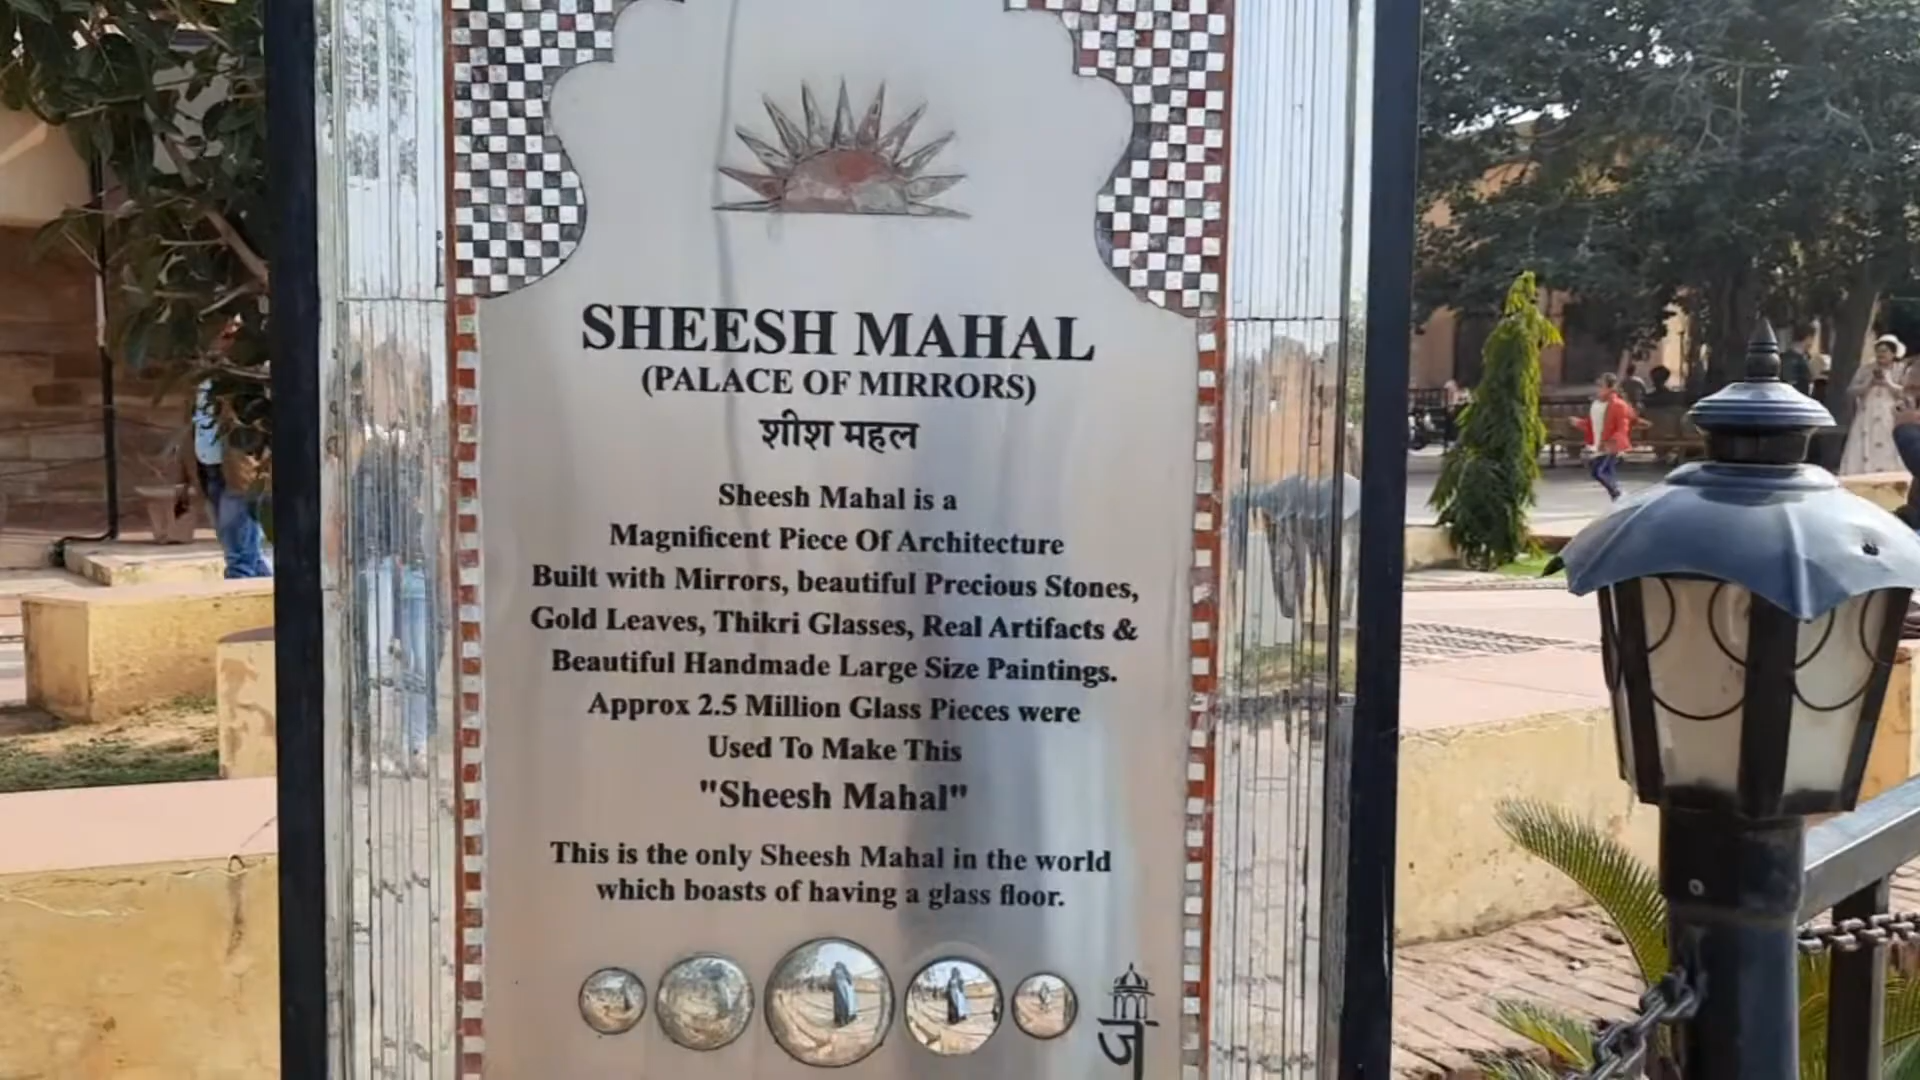 SHEESH MAHAL
(PALACE OF MIRRORS)
शीश महल
Sheesh Mahal is a
Magnificent Piece Of Architecture
Built with Mirrors, beautiful Precious Stones,
Gold Leaves, Thikri Glasses, Real Artifacts &
Beautiful Handmade Large Size Paintings.
Approx 2.5 Million Glass Pieces were
Used To Make This
"Sheesh Mahal"
This is the only Sheesh Mahal in the world
which boasts of having a glass floor.
ज